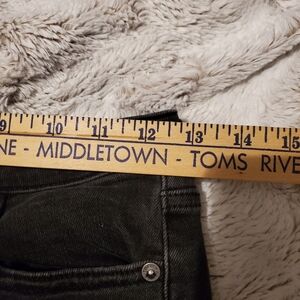 9 10 11 12 13 14 15
NE - MIDDLETOWN - TOMS RIVE